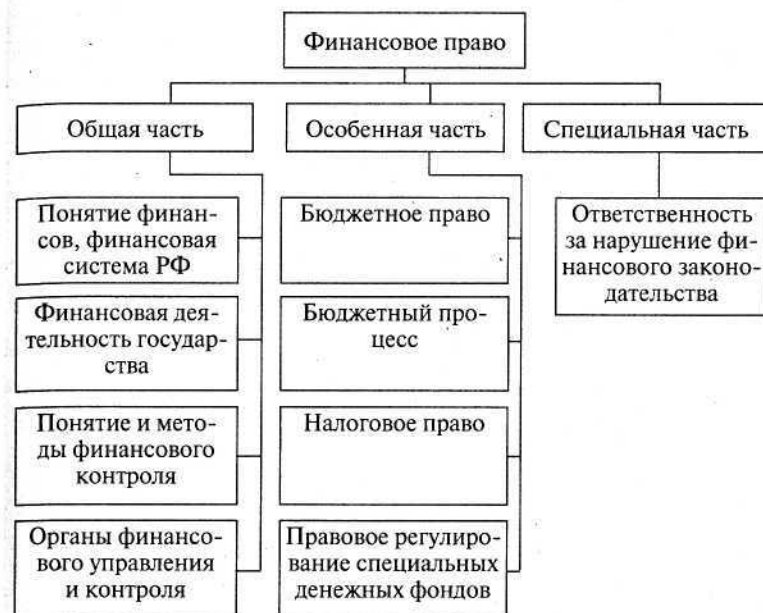 Финансовое право
Общая часть
Особенная часть
Специальная часть
Понятие финан-
сов, финансовая
система РФ
Финансовая дея-
тельность государ-
ства
Понятие и мето-
ды финансового
контроля
Органы финансо-
вого управления
и контроля
Бюджетное право
Бюджетный про-
цесс
Налоговое право
Правовое регулиро-
вание специальных
денежных фондов
Ответственность
за нарушение фи-
нансового законо-
дательства